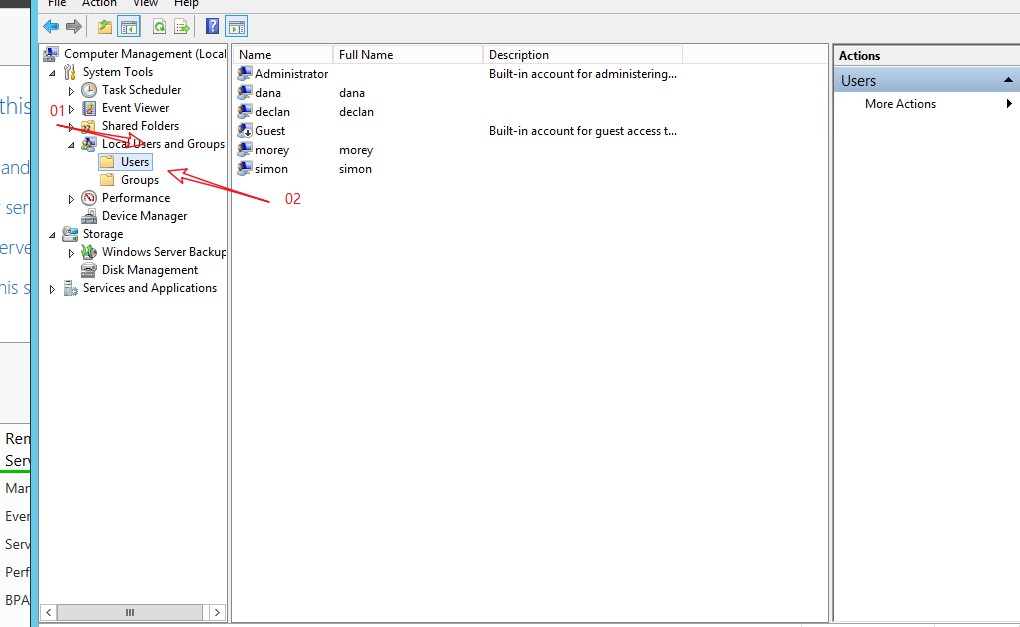 File Action View Help
Computer Management (Local
System Tools
Task Scheduler
Event Viewer
Shared Folders
Local Users and Groups
Users
Groups
Performance
Device Manager
Storage
Windows Server Backup
Disk Management
Services and Applications
01
02
Name Full Name Description
Administrator Built-in account for administering...
dana dana
declan declan
Guest Built-in account for guest access t...
morey morey
simon simon
Actions
Users
More Actions
this
and
ser
erve
his s
Rem
Serv
Man
Even
Serv
Perf
BPA